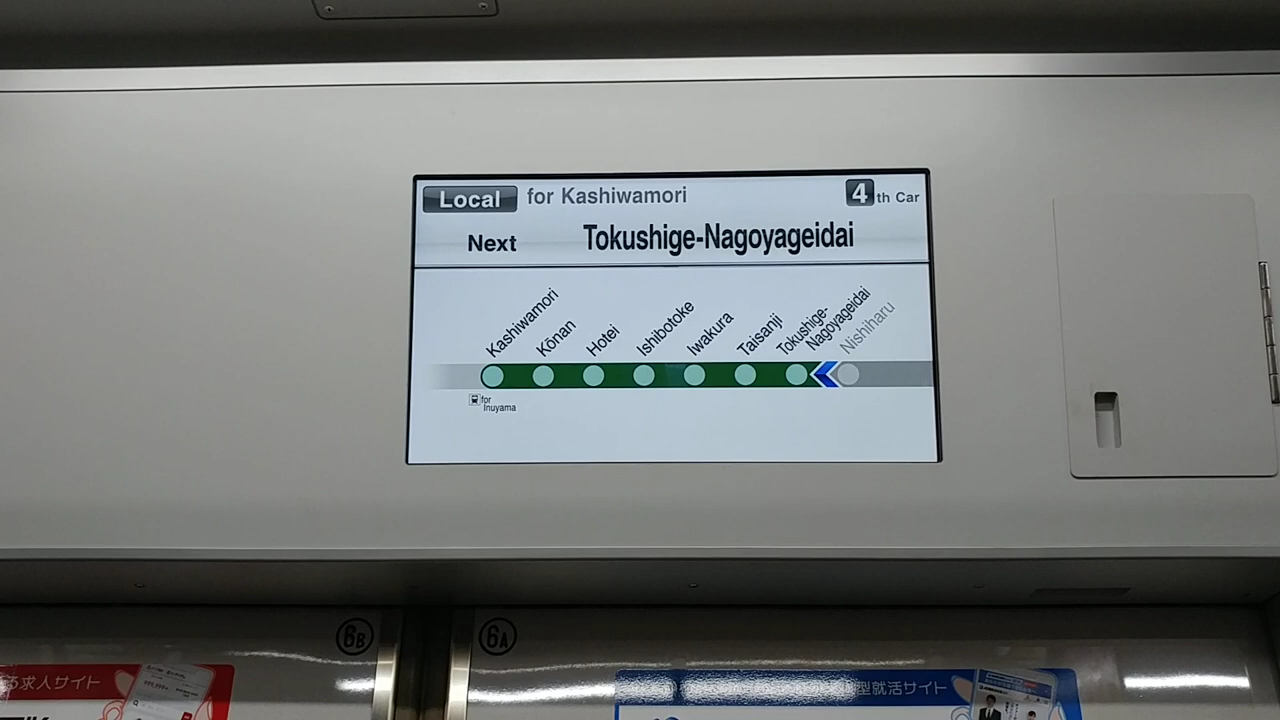 Local for Kashiwamori 4th Car
Next Tokushige-Nagoyageidai
Kashiwamori
Kōnan
Hotei
Ishibotoke
Iwakura
Taisanji
Tokushige-
Nagoyageidai
Nishiharu
for
Inuyama
6B
6A
る求人サイト
型就活サイト